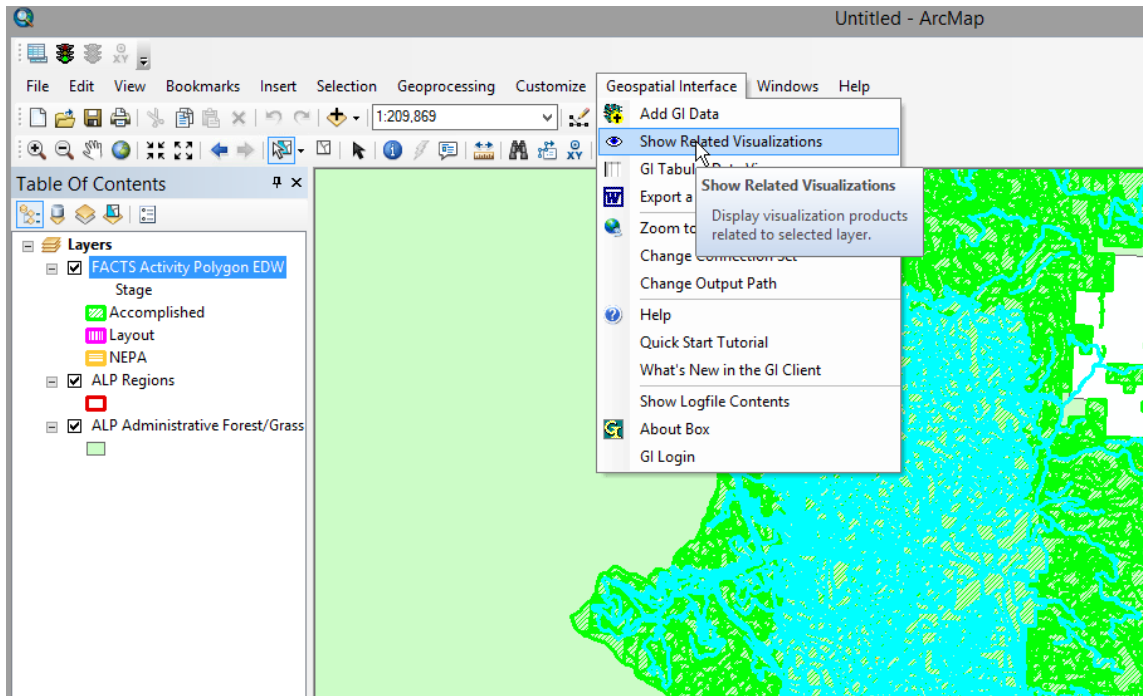 Untitled - ArcMap
XY
File Edit View Bookmarks Insert Selection Geoprocessing Customize Geospatial Interface Windows Help
1:209,869
XY
Table Of Contents
Layers
FACTS Activity Polygon EDW
Stage
Accomplished
Layout
NEPA
ALP Regions
ALP Administrative Forest/Grass
Add GI Data
Show Related Visualizations
GI Tabul
Export a
Zoom to
Change Connection Set
Change Output Path
Help
Quick Start Tutorial
What's New in the GI Client
Show Logfile Contents
About Box
GI Login
Show Related Visualizations
Display visualization products
related to selected layer.